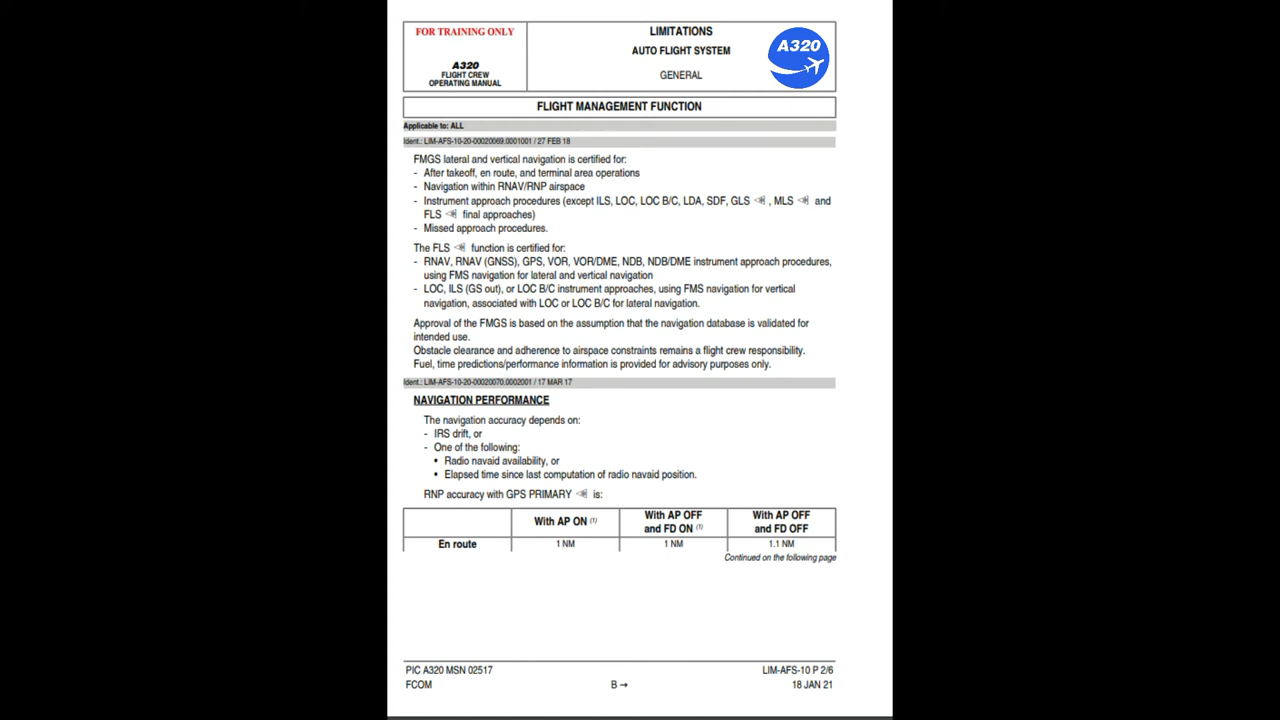 FOR TRAINING ONLY
A320
FLIGHT CREW
OPERATING MANUAL
LIMITATIONS
AUTO FLIGHT SYSTEM
GENERAL
A320
FLIGHT MANAGEMENT FUNCTION
Applicable to: ALL
Ident.: LIM-AFS-10-20-00020069.0001001 / 27 FEB 18
FMGS lateral and vertical navigation is certified for:
- After takeoff, en route, and terminal area operations
- Navigation within RNAV/RNP airspace
- Instrument approach procedures (except ILS, LOC, LOC B/C, LDA, SDF, GLS , MLS and
FLS final approaches)
- Missed approach procedures.
The FLS function is certified for:
- RNAV, RNAV (GNSS), GPS, VOR, VOR/DME, NDB, NDB/DME instrument approach procedures,
using FMS navigation for lateral and vertical navigation
- LOC, ILS (GS out), or LOC B/C instrument approaches, using FMS navigation for vertical
navigation, associated with LOC or LOC B/C for lateral navigation.
Approval of the FMGS is based on the assumption that the navigation database is validated for
intended use.
Obstacle clearance and adherence to airspace constraints remains a flight crew responsibility.
Fuel, time predictions/performance information is provided for advisory purposes only.
Ident.: LIM-AFS-10-20-00020070.0002001 / 17 MAR 17
NAVIGATION PERFORMANCE
The navigation accuracy depends on:
- IRS drift, or
- One of the following:
• Radio navaid availability, or
• Elapsed time since last computation of radio navaid position.
RNP accuracy with GPS PRIMARY is:
With AP ON (1)
With AP OFF
and FD ON (1)
With AP OFF
and FD OFF
En route 1 NM 1 NM 1.1 NM
Continued on the following page
PIC A320 MSN 02517 LIM-AFS-10 P 2/6
FCOM B → 18 JAN 21